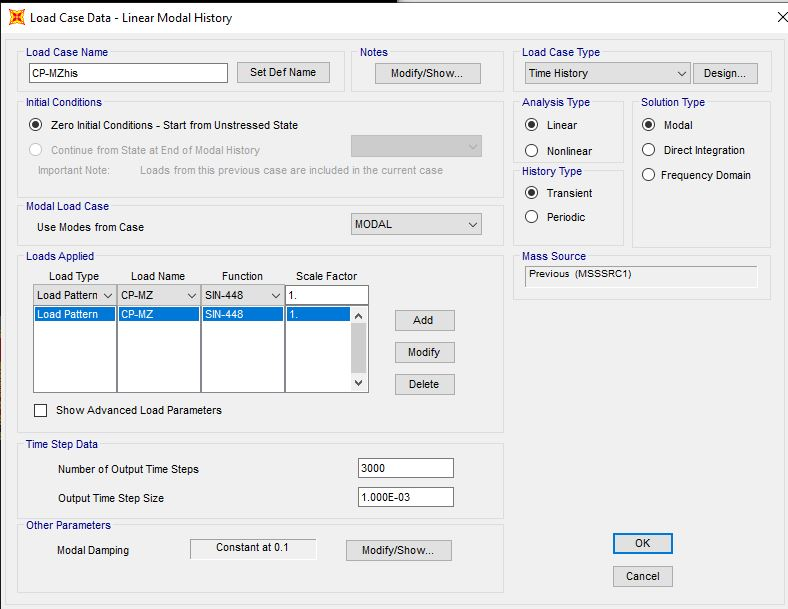 Load Case Data - Linear Modal History
Load Case Name
CP-MZhis
Set Def Name
Notes
Modify/Show...
Load Case Type
Time History
Design...
Initial Conditions
Zero Initial Conditions - Start from Unstressed State
Continue from State at End of Modal History
Important Note: Loads from this previous case are included in the current case
Analysis Type
Linear
Nonlinear
Solution Type
Modal
Direct Integration
Frequency Domain
History Type
Transient
Periodic
Modal Load Case
Use Modes from Case
MODAL
Mass Source
Previous (MSSSRC1)
Loads Applied
Load Type Load Name Function Scale Factor
Load Pattern CP-MZ SIN-448 1.
Load Pattern CP-MZ SIN-448 1.
Add
Modify
Delete
Show Advanced Load Parameters
Time Step Data
Number of Output Time Steps 3000
Output Time Step Size 1.000E-03
Other Parameters
Modal Damping Constant at 0.1 Modify/Show...
OK
Cancel